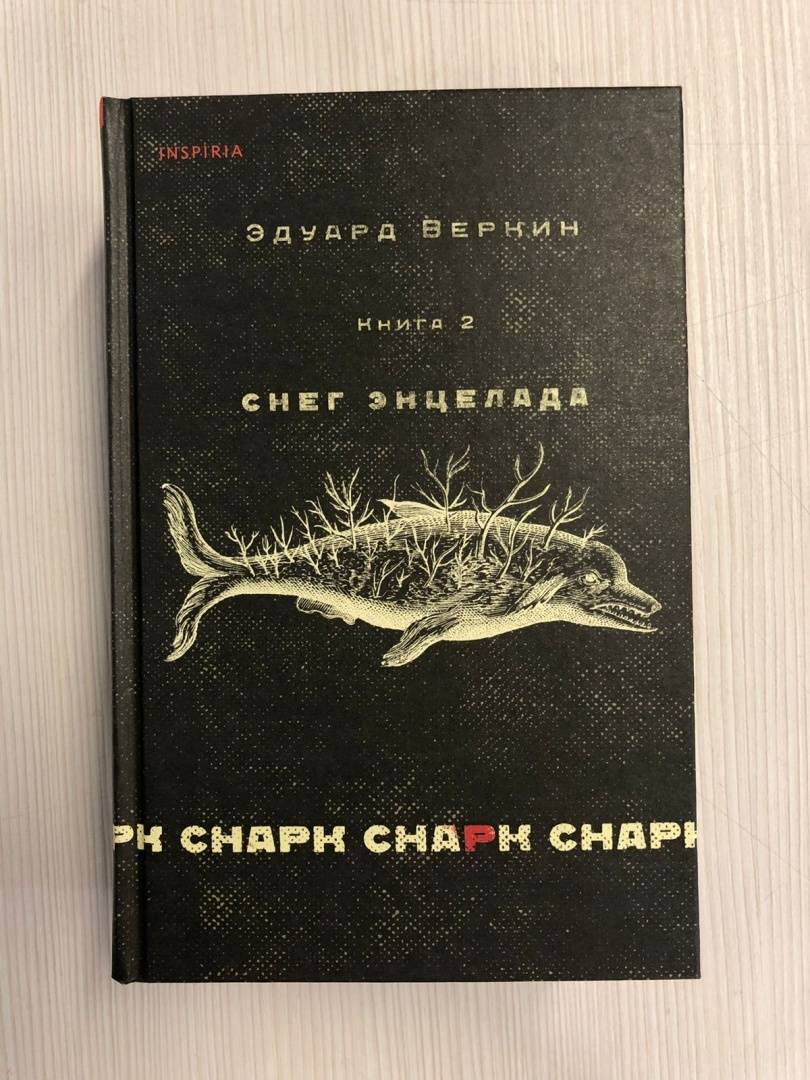 INSPIRIA
Эдуард Веркин
Книга 2
СНЕГ ЭНЦЕЛАДА
РК СНАРК СНАРК СНАРК